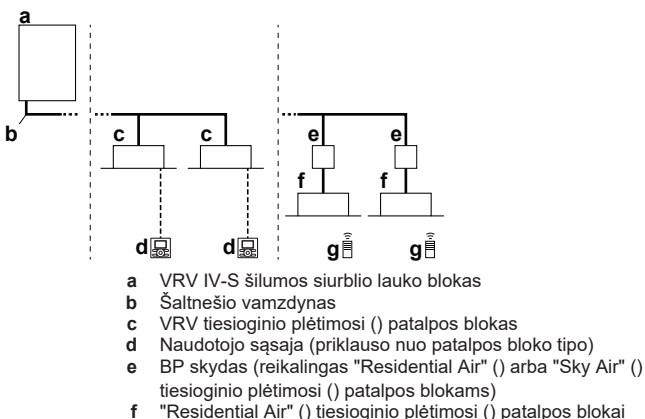 a
b
c c e e
f f
d d g g
a VRV IV-S šilumos siurblio lauko blokas
b Šaltnešio vamzdynas
c VRV tiesioginio plėtimosi () patalpos blokas
d Naudotojo sąsaja (priklauso nuo patalpos bloko tipo)
e BP skydas (reikalingas "Residential Air" () arba "Sky Air" ()
tiesioginio plėtimosi () patalpos blokams)
f "Residential Air" () tiesioginio plėtimosi () patalpos blokai